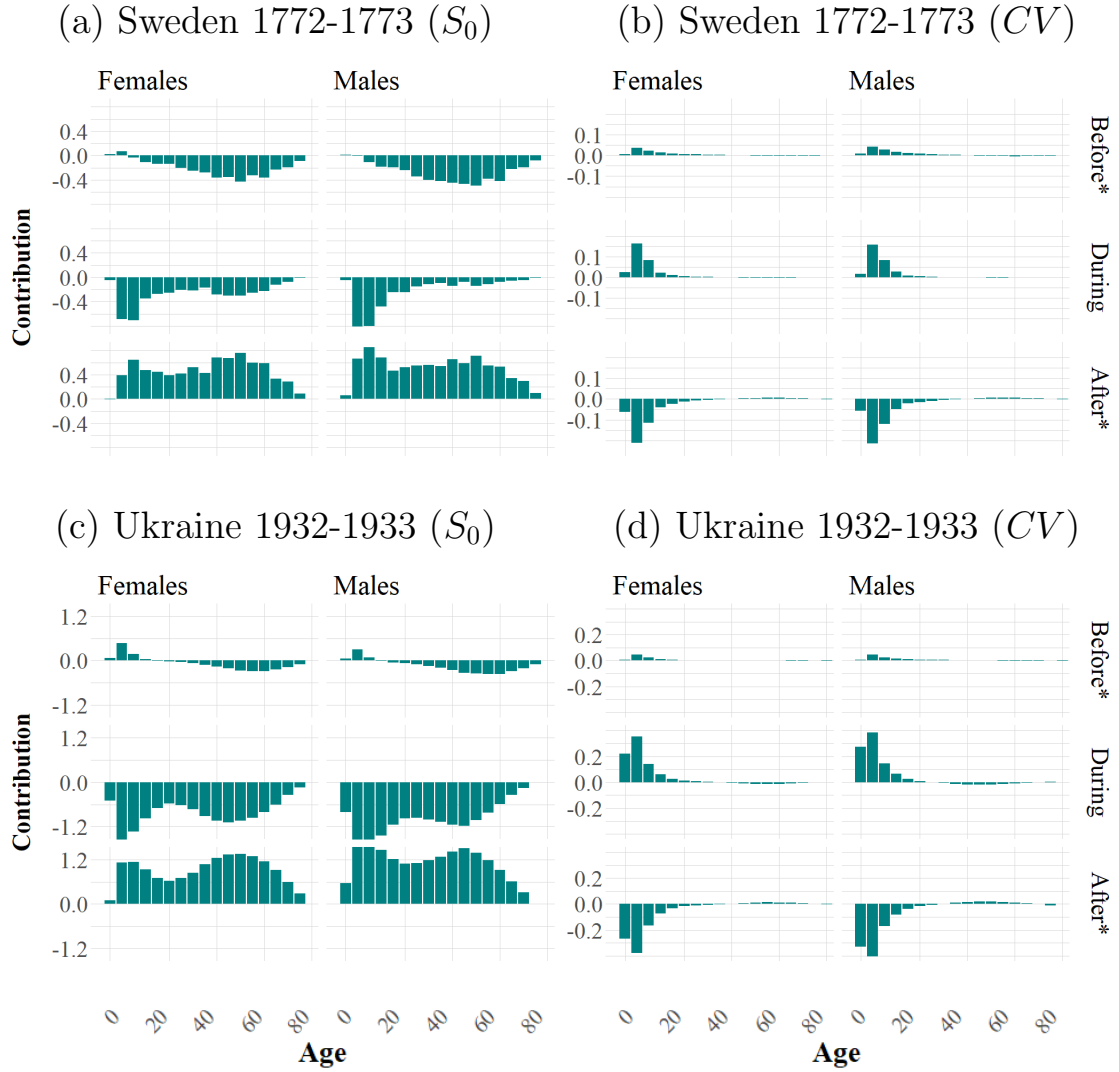 (a) Sweden 1772-1773 (S₀)
(b) Sweden 1772-1773 (CV)
Females Males
Females Males
0.4
0.0
-0.4
0.4
0.0
-0.4
0.4
0.0
-0.4
Contribution
0.1
0.0
-0.1
0.1
0.0
-0.1
0.1
0.0
-0.1
Before*
During
After*
(c) Ukraine 1932-1933 (S₀)
(d) Ukraine 1932-1933 (CV)
Females Males
Females Males
1.2
0.0
-1.2
1.2
0.0
-1.2
1.2
0.0
-1.2
Contribution
0.2
0.0
-0.2
0.2
0.0
-0.2
0.2
0.0
-0.2
Before*
During
After*
0 20 40 60 80 0 20 40 60 80
0 20 40 60 80 0 20 40 60 80
Age
Age